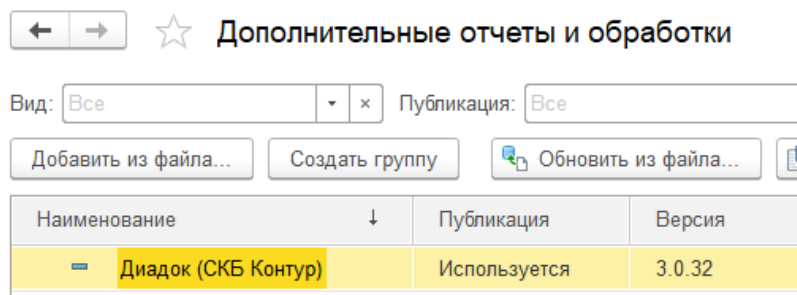 Дополнительные отчеты и обработки
Вид: Все Публикация: Все
Добавить из файла... Создать группу Обновить из файла...
Наименование ↓ Публикация Версия
Диадок (СКБ Контур) Используется 3.0.32